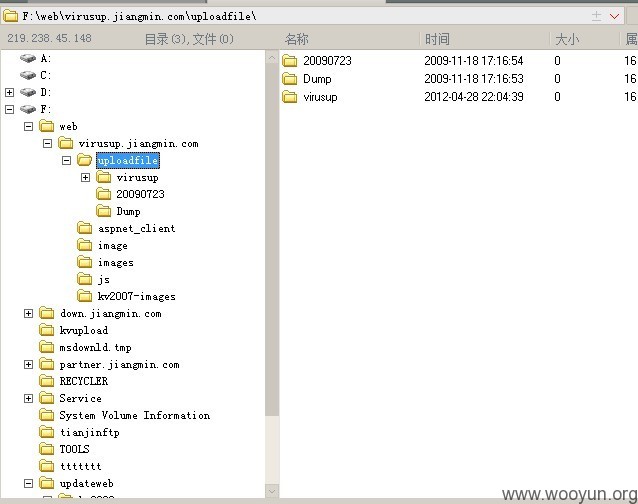 F:\web\virusup.jiangmin.com\uploadfile\
219.238.45.148 目录(3),文件(0) 名称 时间 大小 属
A:
C:
D:
F:
web
virusup.jiangmin.com
uploadfile
virusup
20090723
Dump
aspnet_client
image
images
js
kv2007-images
down.jiangmin.com
kvupload
msdownld.tmp
partner.jiangmin.com
RECYCLER
Service
System Volume Information
tianjinftp
TOOLS
ttttttt
updateweb
20090723 2009-11-18 17:16:54 0 16
Dump 2009-11-18 17:16:53 0 16
virusup 2012-04-28 22:04:39 0 16
www.wooyun.org